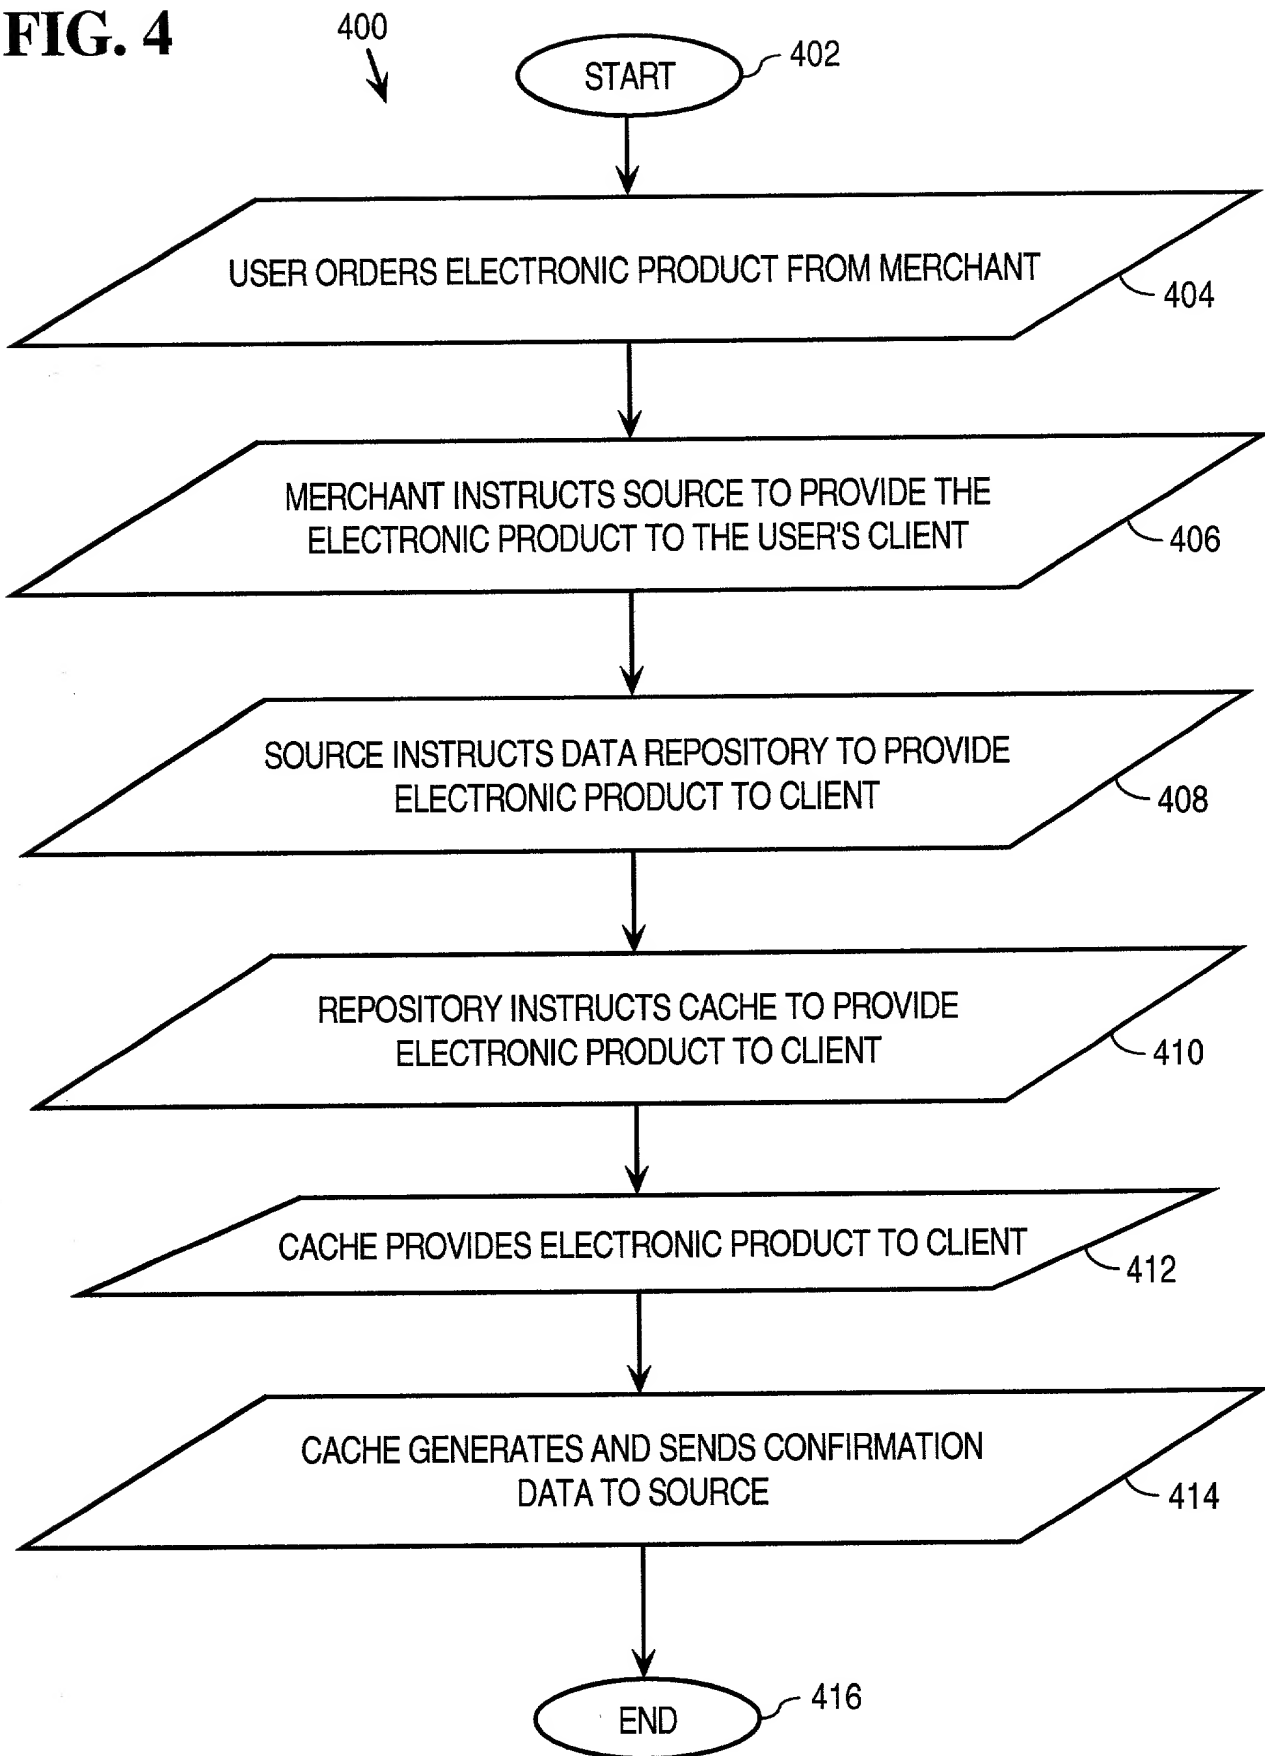 FIG. 4
400
START
402
USER ORDERS ELECTRONIC PRODUCT FROM MERCHANT
404
MERCHANT INSTRUCTS SOURCE TO PROVIDE THE
ELECTRONIC PRODUCT TO THE USER'S CLIENT
406
SOURCE INSTRUCTS DATA REPOSITORY TO PROVIDE
ELECTRONIC PRODUCT TO CLIENT
408
REPOSITORY INSTRUCTS CACHE TO PROVIDE
ELECTRONIC PRODUCT TO CLIENT
410
CACHE PROVIDES ELECTRONIC PRODUCT TO CLIENT
412
CACHE GENERATES AND SENDS CONFIRMATION
DATA TO SOURCE
414
END
416